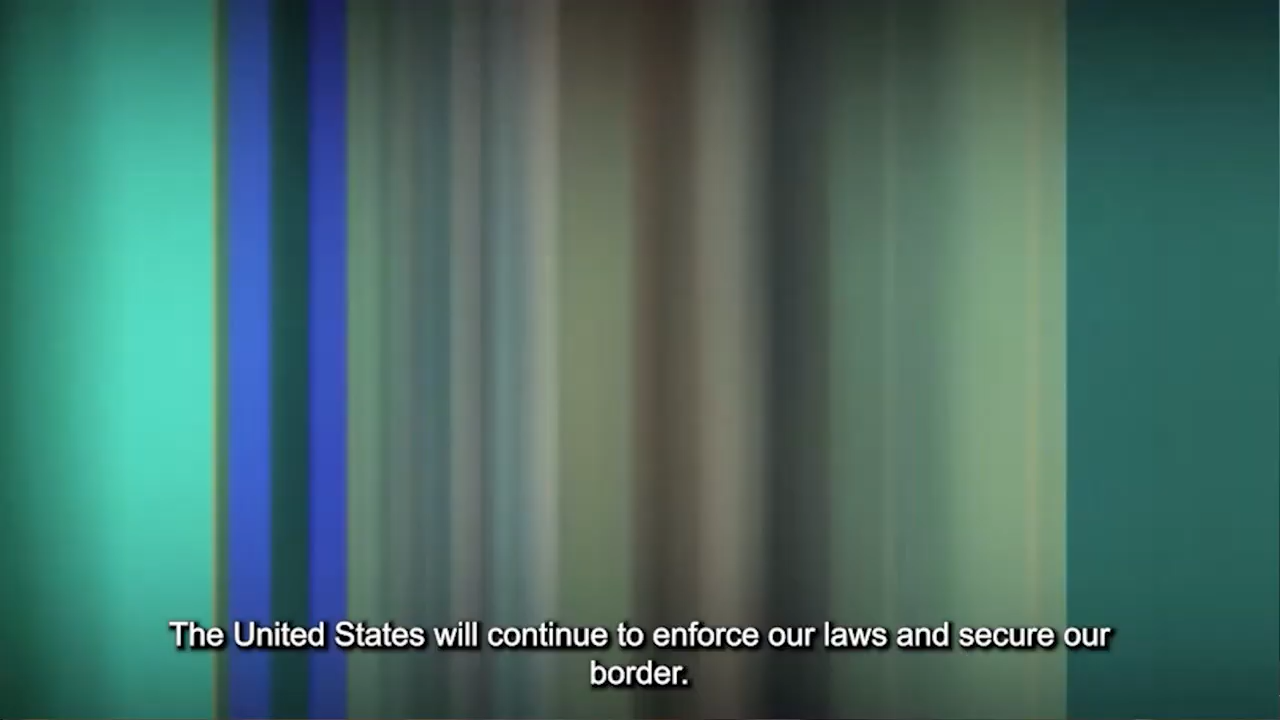 The United States will continue to enforce our laws and secure our
border.